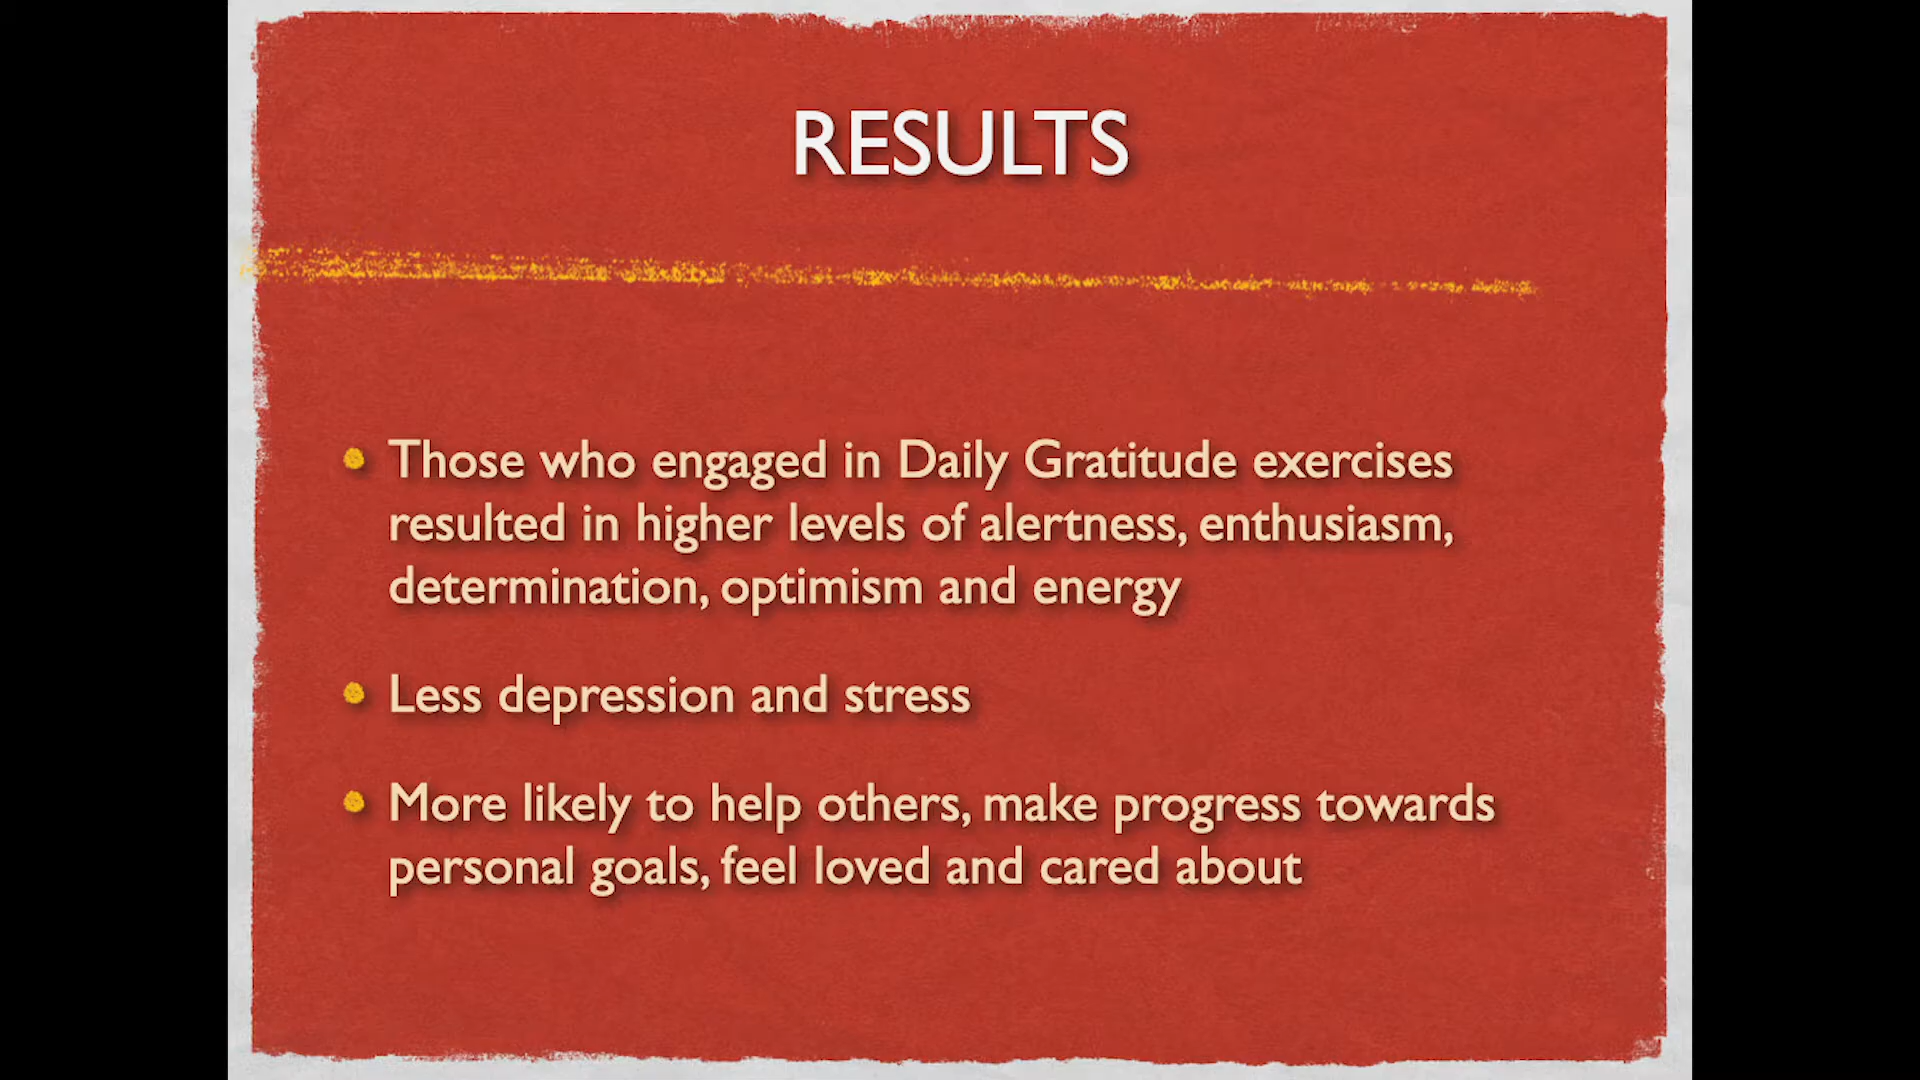 RESULTS
• Those who engaged in Daily Gratitude exercises
resulted in higher levels of alertness, enthusiasm,
determination, optimism and energy
• Less depression and stress
• More likely to help others, make progress towards
personal goals, feel loved and cared about